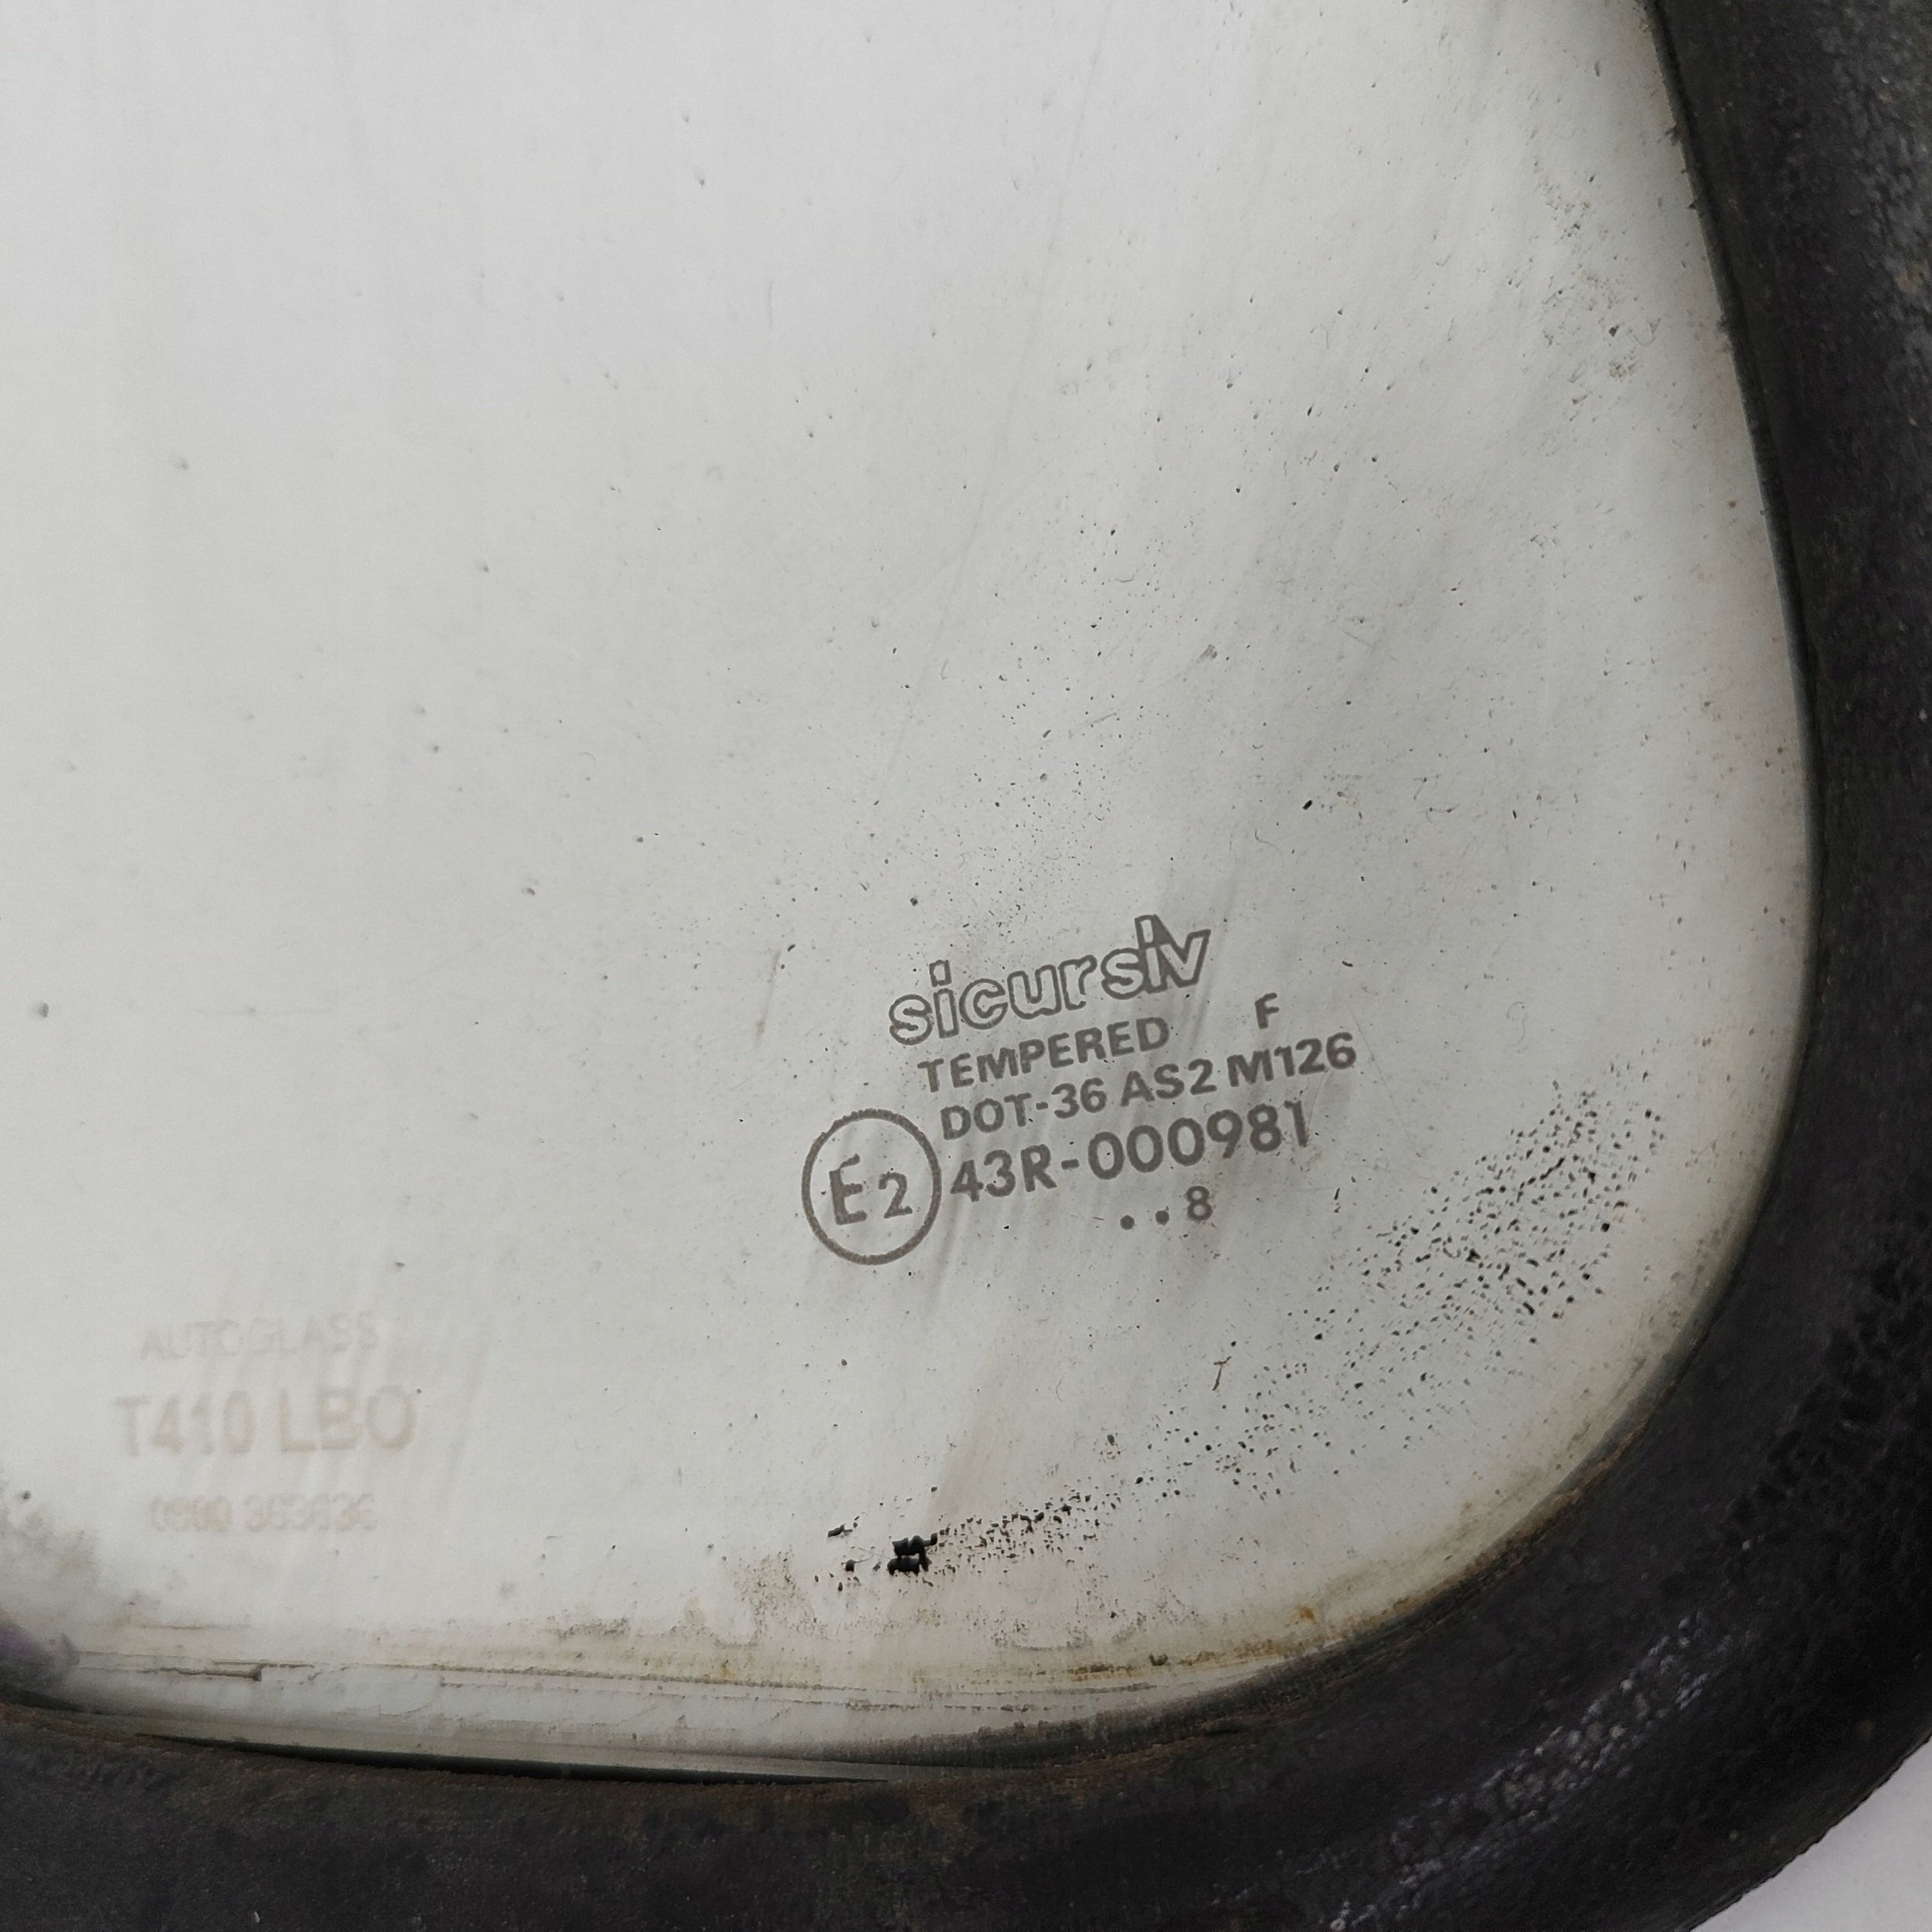 sicursiv
TEMPERED F
DOT-36 AS2 M126
E2 43R-000981
..8
AUTOGLASS
T410 LBO